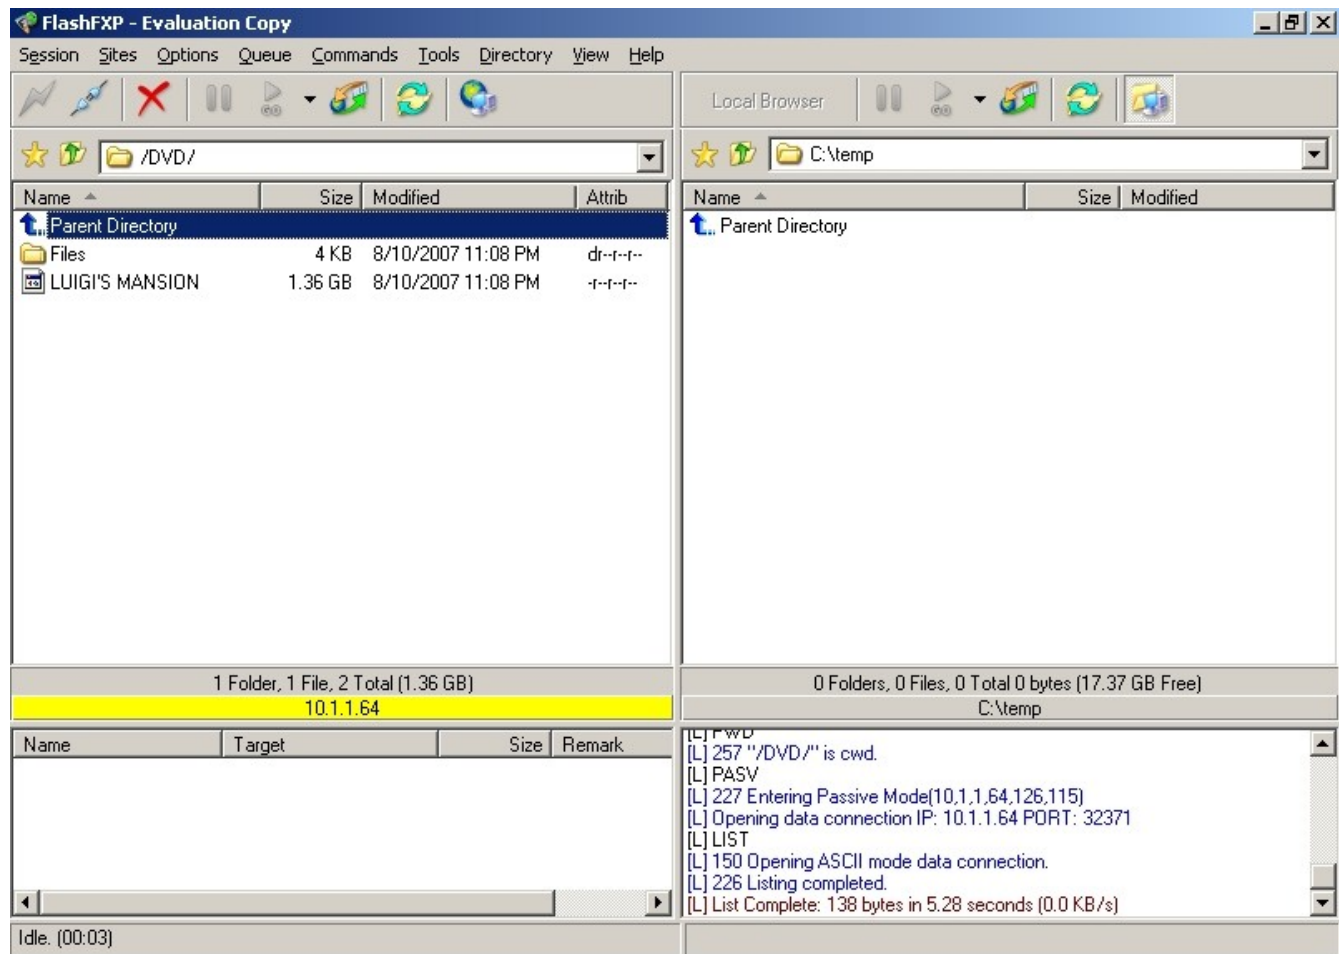 FlashFXP - Evaluation Copy
Session Sites Options Queue Commands Tools Directory View Help
Local Browser
/DVD/
C:\temp
Name Size Modified Attrib
Parent Directory
Files 4 KB 8/10/2007 11:08 PM dr--r--r--
LUIGI'S MANSION 1.36 GB 8/10/2007 11:08 PM -r--r--r--
Name Size Modified
Parent Directory
1 Folder, 1 File, 2 Total (1.36 GB)
10.1.1.64
0 Folders, 0 Files, 0 Total 0 bytes (17.37 GB Free)
C:\temp
Name Target Size Remark
[L] PWD
[L] 257 "/DVD/" is cwd.
[L] PASV
[L] 227 Entering Passive Mode(10,1,1,64,126,115)
[L] Opening data connection IP: 10.1.1.64 PORT: 32371
[L] LIST
[L] 150 Opening ASCII mode data connection.
[L] 226 Listing completed.
[L] List Complete: 138 bytes in 5.28 seconds (0.0 KB/s)
Idle. (00:03)